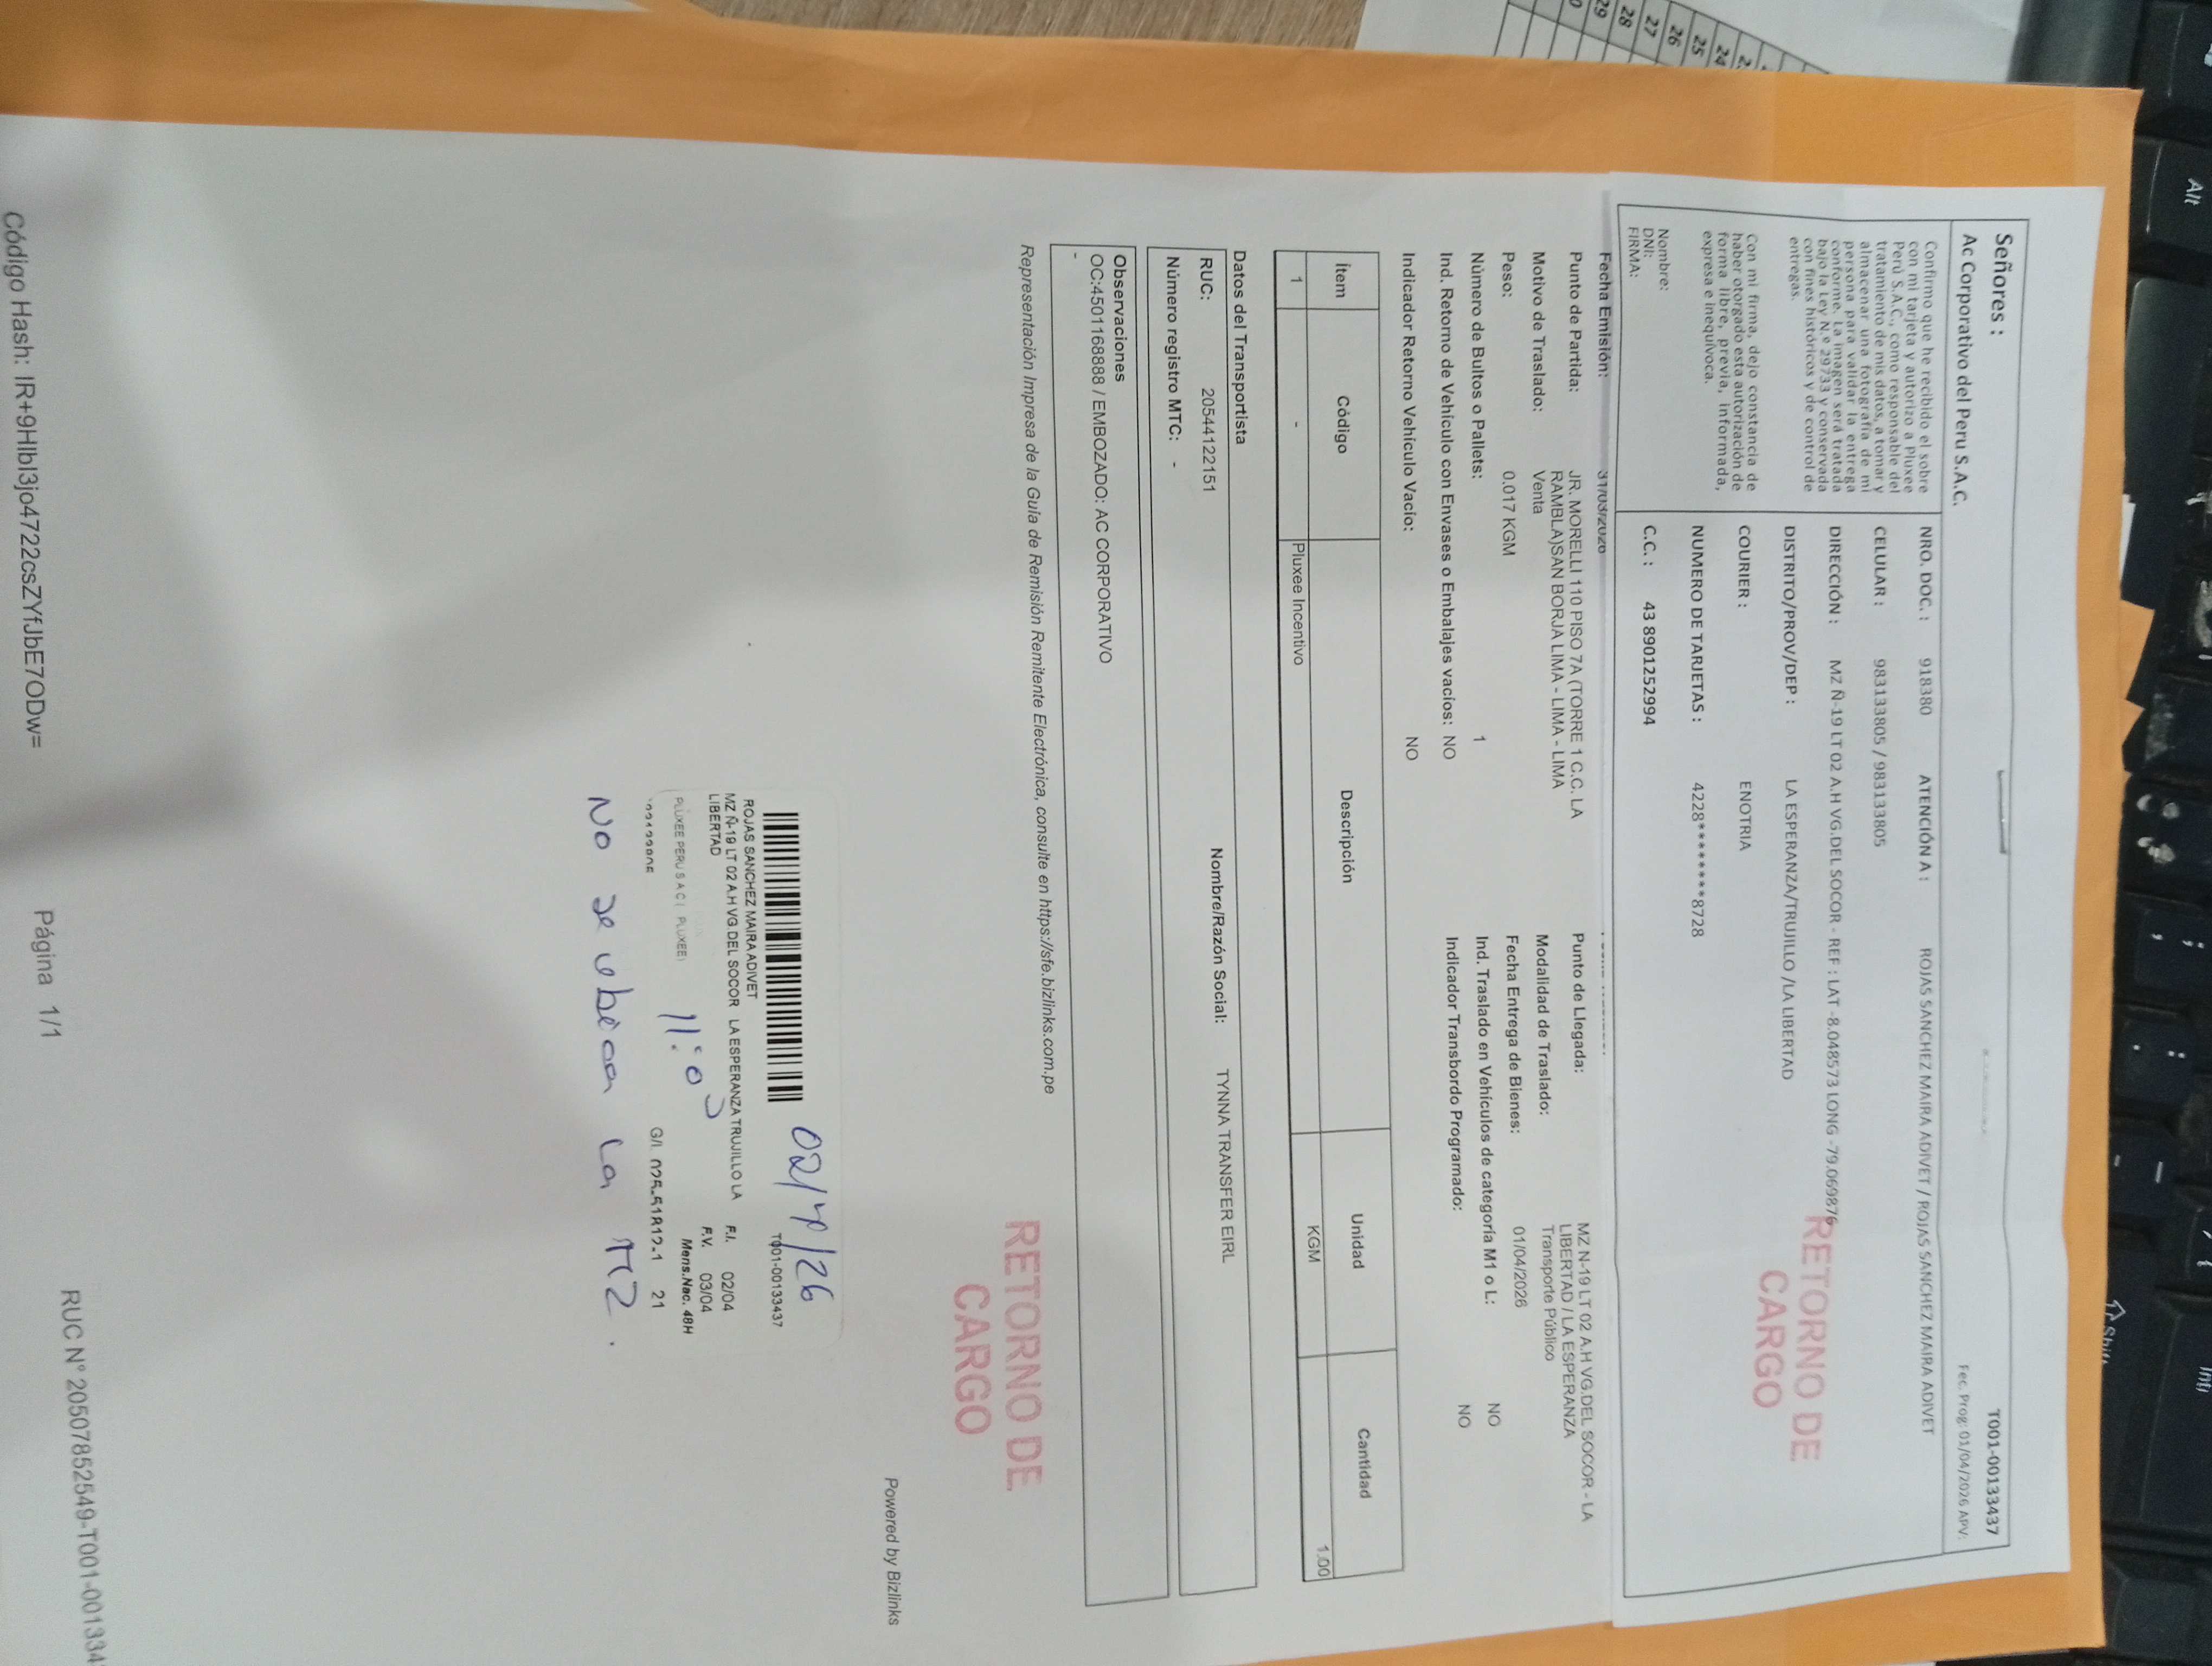 Señores :
T001-00133437
Ac Corporativo del Peru S.A.C.
Fec. Prog: 01/04/2026 APV:
Confirmo que he recibido el sobre
con mi tarjeta y autorizo a Pluxee
Perú S.A.C., como responsable del
tratamiento de mis datos, a tomar y
almacenar una fotografía de mi
persona para validar la entrega
conforme. La imagen será tratada
bajo la Ley N.º 29733 y conservada
con fines históricos y de control de
entregas.
Con mi firma, dejo constancia de
haber otorgado esta autorización de
forma libre, previa, informada,
expresa e inequívoca.
Nombre:
DNI:
FIRMA:
NRO. DOC. : 918380 ATENCIÓN A : ROJAS SANCHEZ MAIRA ADIVET / ROJAS SANCHEZ MAIRA ADIVET
CELULAR : 983133805 / 983133805
DIRECCIÓN : MZ Ñ-19 LT 02 A.H VG.DEL SOCOR - REF : LAT -8.048573 LONG -79.069876
DISTRITO/PROV/DEP : LA ESPERANZA/TRUJILLO /LA LIBERTAD
COURIER : ENOTRIA
NUMERO DE TARJETAS : 4228********8728
C.C. : 43 8901252994
RETORNO DE
CARGO
Fecha Emisión: 31/03/2026
Punto de Partida: JR. MORELLI 110 PISO 7A (TORRE 1 C.C. LA
RAMBLA)SAN BORJA LIMA - LIMA - LIMA
Punto de Llegada: MZ N-19 LT 02 A.H VG.DEL SOCOR - LA
LIBERTAD / LA ESPERANZA
Motivo de Traslado: Venta
Modalidad de Traslado: Transporte Público
Peso: 0.017 KGM
Fecha Entrega de Bienes: 01/04/2026
Número de Bultos o Pallets: 1
Ind. Traslado en Vehículos de categoría M1 o L: NO
Ind. Retorno de Vehículo con Envases o Embalajes vacíos: NO
Indicador Transbordo Programado: NO
Indicador Retorno Vehículo Vacío: NO
Ítem Código Descripción Unidad Cantidad
1 - Pluxee Incentivo KGM 1.00
Datos del Transportista
RUC: 20544122151 Nombre/Razón Social: TYNNA TRANSFER EIRL
Número registro MTC: -
Observaciones
OC:4501168888 / EMBOZADO: AC CORPORATIVO
-
Representación Impresa de la Guía de Remisión Remitente Electrónica, consulte en https://sfe.bizlinks.com.pe
RETORNO DE
CARGO
Powered by Bizlinks
02/04/26
T001-00133437
ROJAS SANCHEZ MAIRA ADIVET
MZ Ñ-19 LT 02 A.H VG.DEL SOCOR LA ESPERANZA TRUJILLO LA
LIBERTAD
F.I. 02/04
F.V. 03/04
PLUXEE PERU S A C ( PLUXEE)
Mens.Nac. 48H
G/I 21
No se ubica la MZ.
Código Hash: IR+9HIbI3jo4722csZYfJbE7ODw=
Página 1/1
RUC N° 20507852549-T001-001334
29
28
27
26
25
24
Alt
Shift